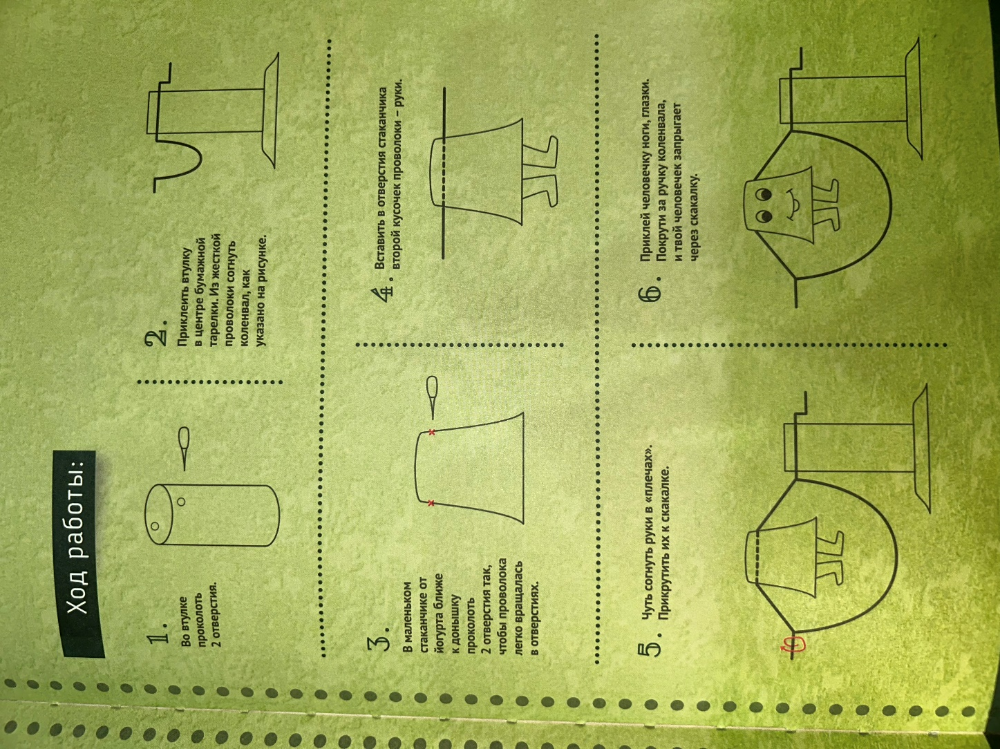 Ход работы:
1.
Во втулке
проколоть
2 отверстия.
2.
Приклеить втулку
в центре бумажной
тарелки. Из жесткой
проволоки согнуть
коленвал, как
указано на рисунке.
3.
В маленьком
стаканчике от
йогурта ближе
к донышку
проколоть
2 отверстия так,
чтобы проволока
легко вращалась
в отверстиях.
4.
Вставить в отверстия стаканчика
второй кусочек проволоки – руки.
5.
Чуть согнуть руки в «плечах».
Прикрутить их к скакалке.
6.
Приклей человечку ноги, глазки.
Покрути за ручку коленвала,
и твой человечек запрыгает
через скакалку.